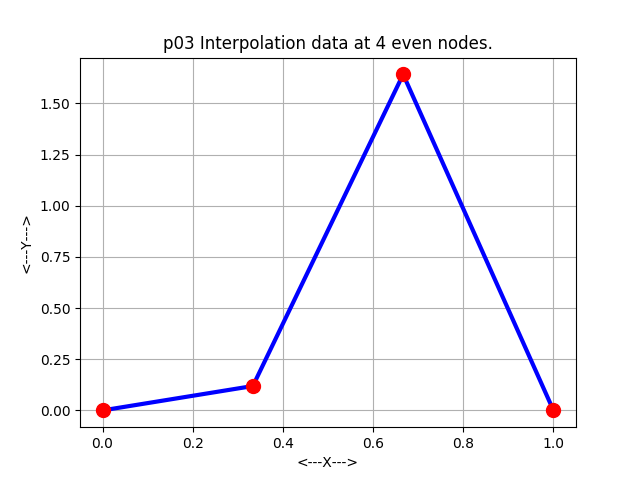 p03 Interpolation data at 4 even nodes.
1.50
1.25
1.00
0.75
0.50
0.25
0.00
<---Y--->
0.0 0.2 0.4 0.6 0.8 1.0
<---X--->